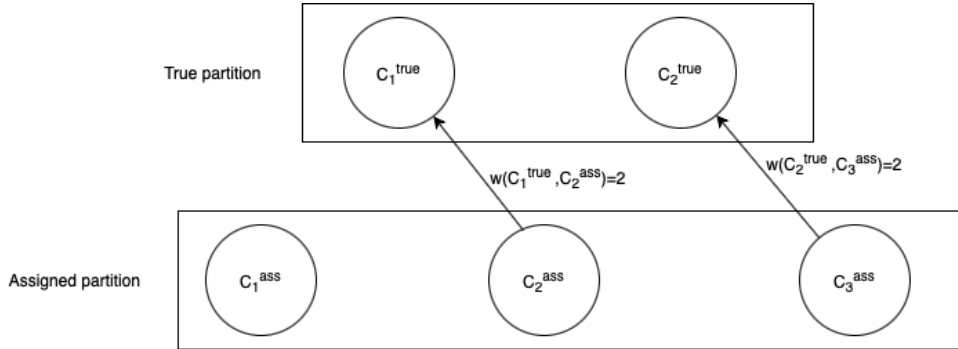 True partition
C₁ᵗʳᵘᵉ
C₂ᵗʳᵘᵉ
w(C₁ᵗʳᵘᵉ ,C₂ᵃˢˢ)=2
w(C₂ᵗʳᵘᵉ ,C₃ᵃˢˢ)=2
Assigned partition
C₁ᵃˢˢ
C₂ᵃˢˢ
C₃ᵃˢˢ